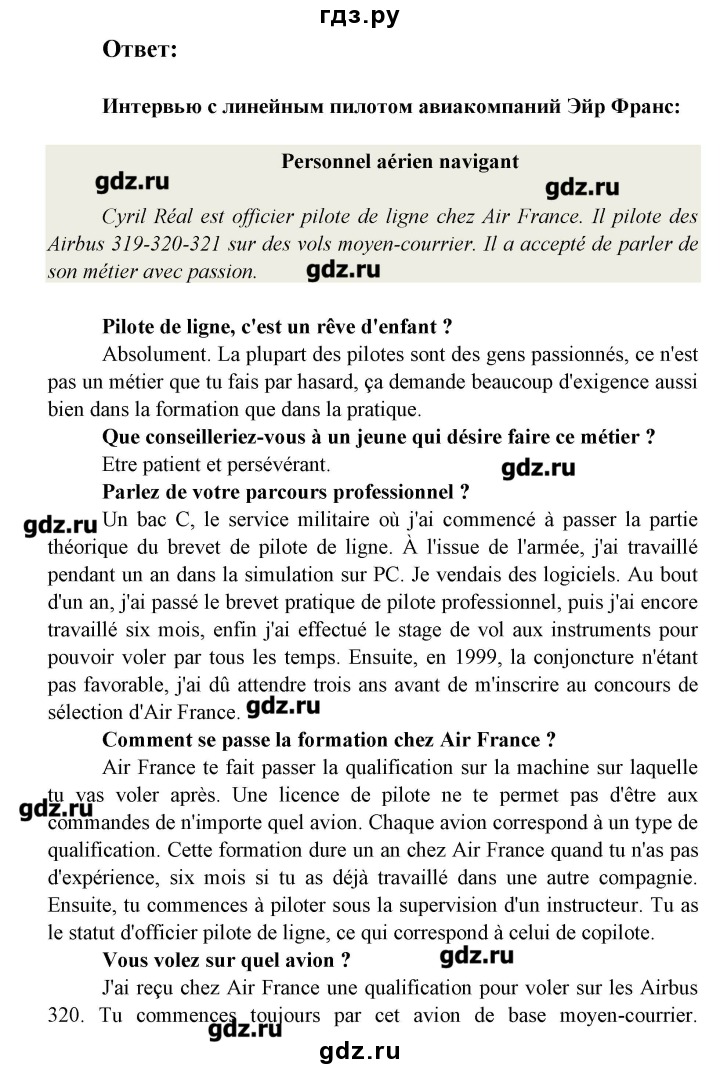 гдз.ру
Ответ:
Интервью с линейным пилотом авиакомпаний Эйр Франс:
Personnel aérien navigant
gdz.ru
gdz.ru
Cyril Réal est officier pilote de ligne chez Air France. Il pilote des
Airbus 319-320-321 sur des vols moyen-courrier. Il a accepté de parler de
son métier avec passion.
gdz.ru
Pilote de ligne, c'est un rêve d'enfant ?
Absolument. La plupart des pilotes sont des gens passionnés, ce n'est
pas un métier que tu fais par hasard, ça demande beaucoup d'exigence aussi
bien dans la formation que dans la pratique.
Que conseilleriez-vous à un jeune qui désire faire ce métier ?
Etre patient et persévérant.
gdz.ru
Parlez de votre parcours professionnel ?
gdz.ru
Un bac C, le service militaire où j'ai commencé à passer la partie
théorique du brevet de pilote de ligne. À l'issue de l'armée, j'ai travaillé
pendant un an dans la simulation sur PC. Je vendais des logiciels. Au bout
d'un an, j'ai passé le brevet pratique de pilote professionnel, puis j'ai encore
travaillé six mois, enfin j'ai effectué le stage de vol aux instruments pour
pouvoir voler par tous les temps. Ensuite, en 1999, la conjoncture n'étant
pas favorable, j'ai dû attendre trois ans avant de m'inscrire au concours de
sélection d'Air France.
gdz.ru
Comment se passe la formation chez Air France ?
Air France te fait passer la qualification sur la machine sur laquelle
tu vas voler après. Une licence de pilote ne te permet pas d'être aux
gdz.ru
commandes de n'importe quel avion. Chaque avion correspond à un type de
qualification. Cette formation dure un an chez Air France quand tu n'as pas
d'expérience, six mois si tu as déjà travaillé dans une autre compagnie.
Ensuite, tu commences à piloter sous la supervision d'un instructeur. Tu as
le statut d'officier pilote de ligne, ce qui correspond à celui de copilote.
Vous volez sur quel avion ?
gdz.ru
J'ai reçu chez Air France une qualification pour voler sur les Airbus
320. Tu commences toujours par cet avion de base moyen-courrier.
gdz.ru
gdz.ru